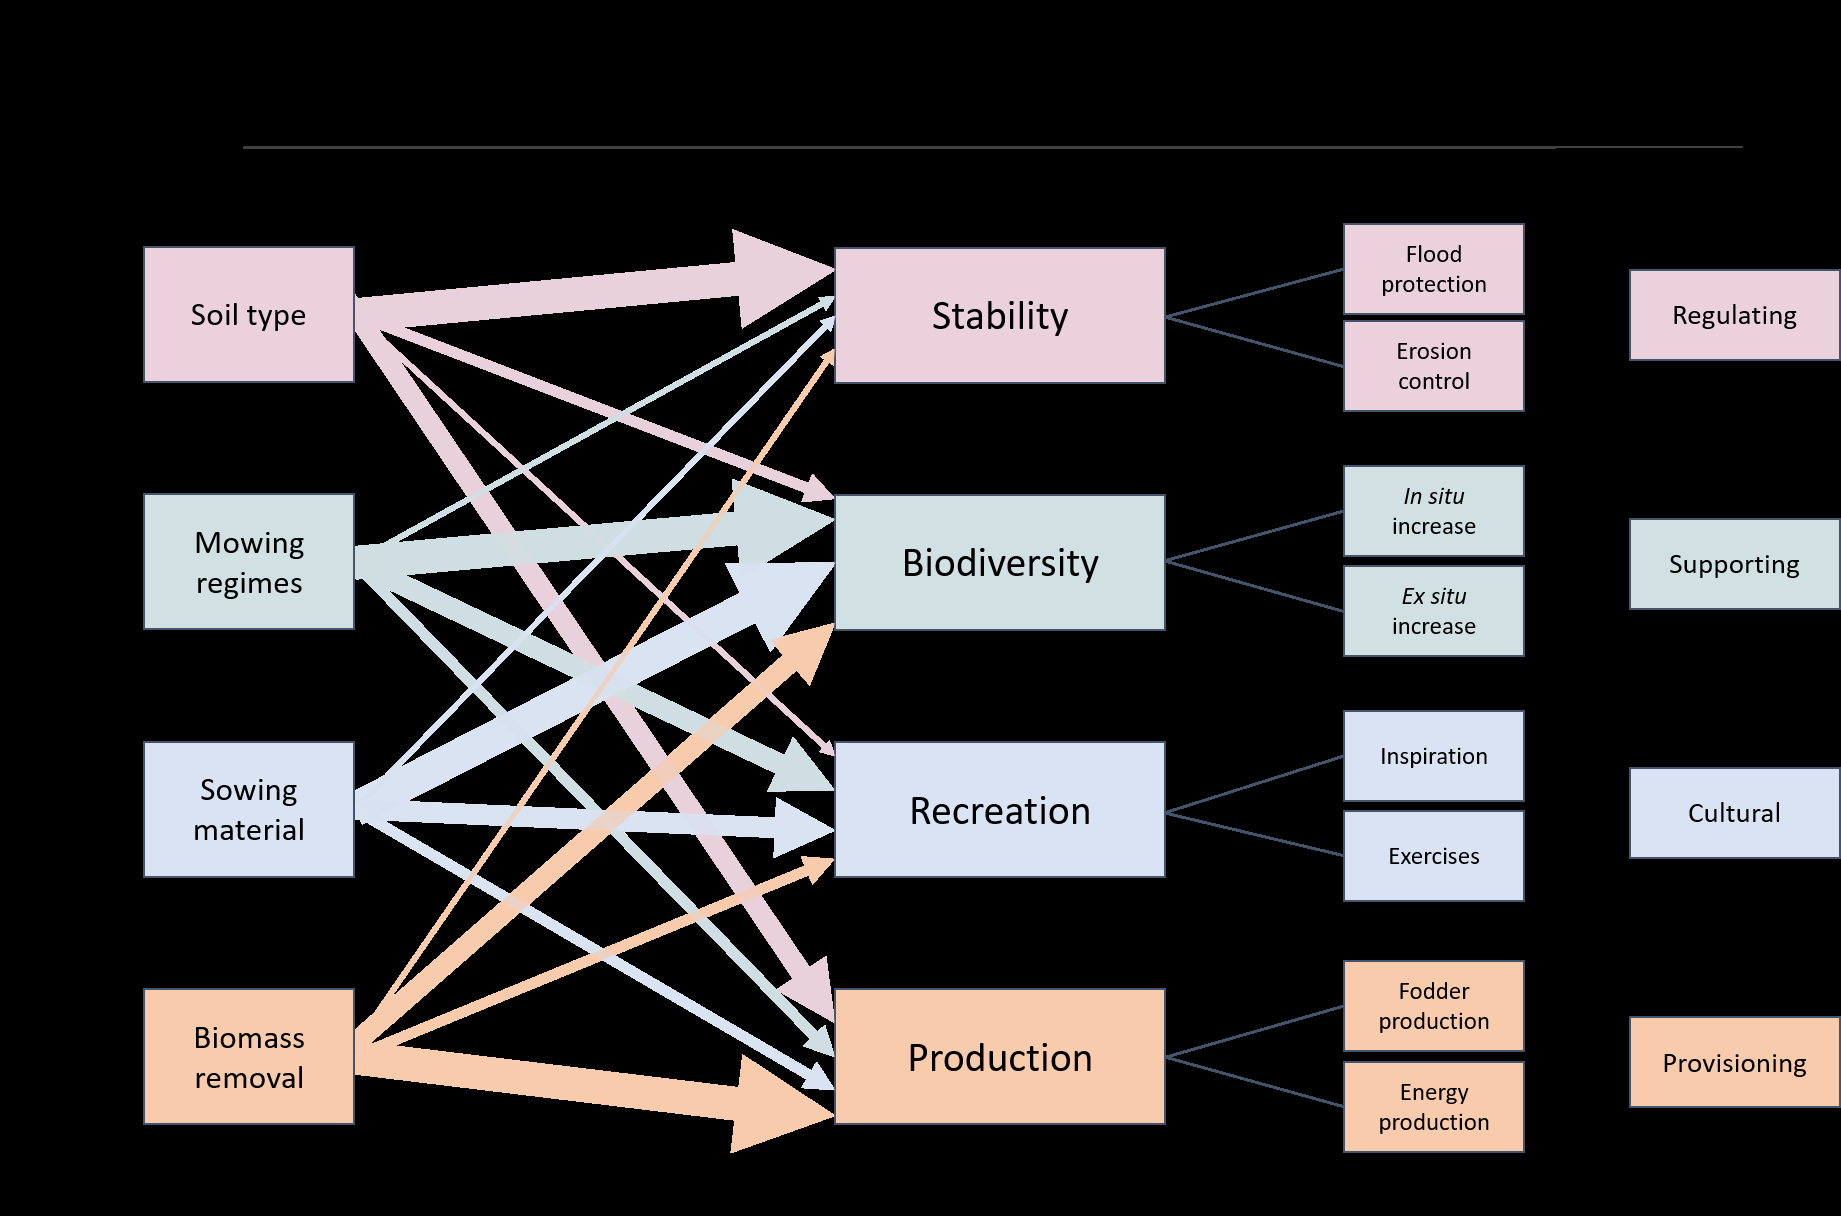 Soil type
Mowing
regimes
Sowing
material
Biomass
removal
Stability
Biodiversity
Recreation
Production
Flood
protection
Erosion
control
In situ
increase
Ex situ
increase
Inspiration
Exercises
Fodder
production
Energy
production
Regulating
Supporting
Cultural
Provisioning